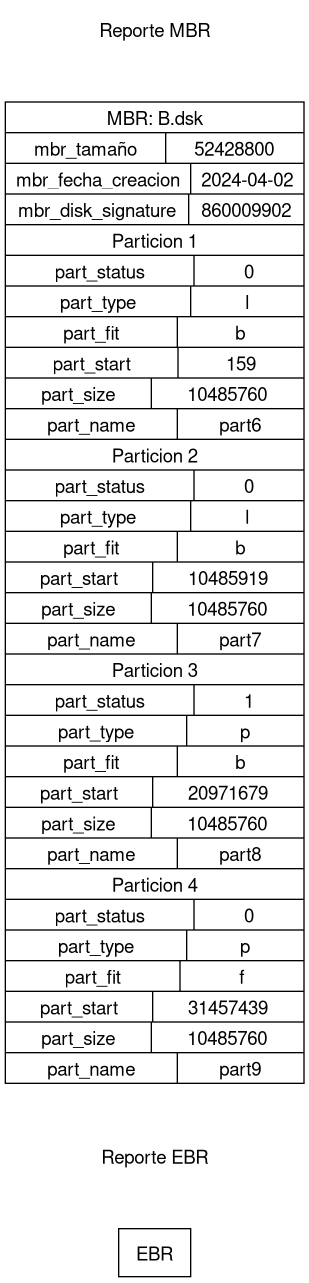 Reporte MBR
MBR: B.dsk
mbr_tamaño 52428800
mbr_fecha_creacion 2024-04-02
mbr_disk_signature 860009902
Particion 1
part_status 0
part_type l
part_fit b
part_start 159
part_size 10485760
part_name part6
Particion 2
part_status 0
part_type l
part_fit b
part_start 10485919
part_size 10485760
part_name part7
Particion 3
part_status 1
part_type p
part_fit b
part_start 20971679
part_size 10485760
part_name part8
Particion 4
part_status 0
part_type p
part_fit f
part_start 31457439
part_size 10485760
part_name part9
Reporte EBR
EBR